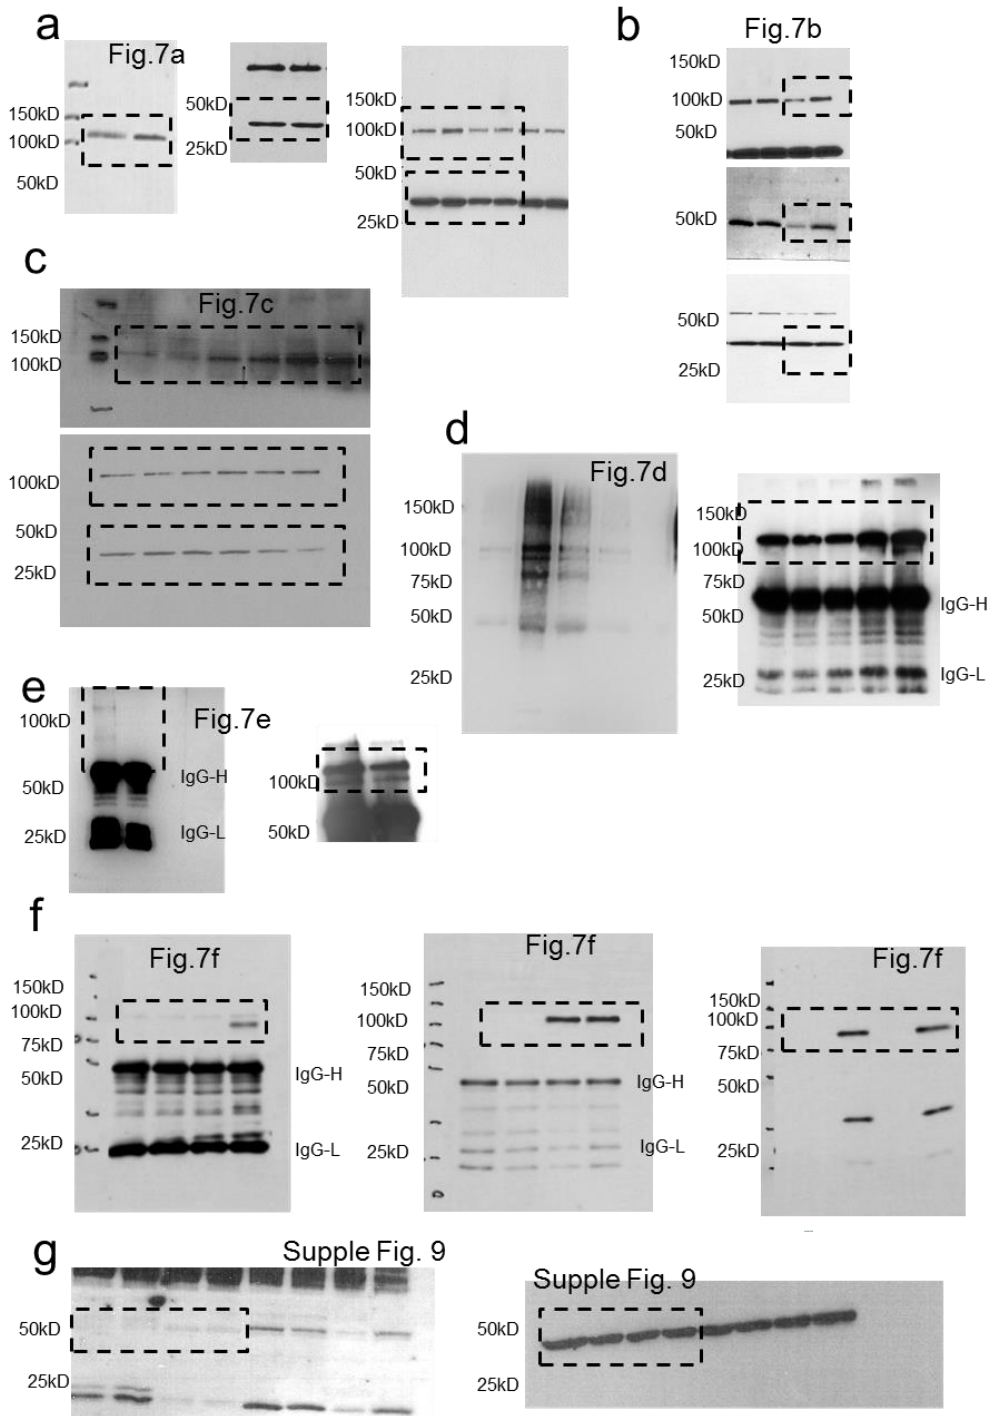 a
Fig.7a
150kD
100kD
50kD
50kD
25kD
150kD
100kD
50kD
25kD
b
Fig.7b
150kD
100kD
50kD
50kD
50kD
25kD
c
Fig.7c
150kD
100kD
100kD
50kD
25kD
d
Fig.7d
150kD
100kD
75kD
50kD
25kD
150kD
100kD
75kD
50kD
25kD
IgG-H
IgG-L
e
Fig.7e
100kD
50kD
25kD
IgG-H
IgG-L
100kD
50kD
f
Fig.7f
150kD
100kD
75kD
50kD
25kD
IgG-H
IgG-L
Fig.7f
150kD
100kD
75kD
50kD
25kD
IgG-H
IgG-L
Fig.7f
150kD
100kD
75kD
50kD
25kD
g
Supple Fig. 9
50kD
25kD
Supple Fig. 9
50kD
25kD